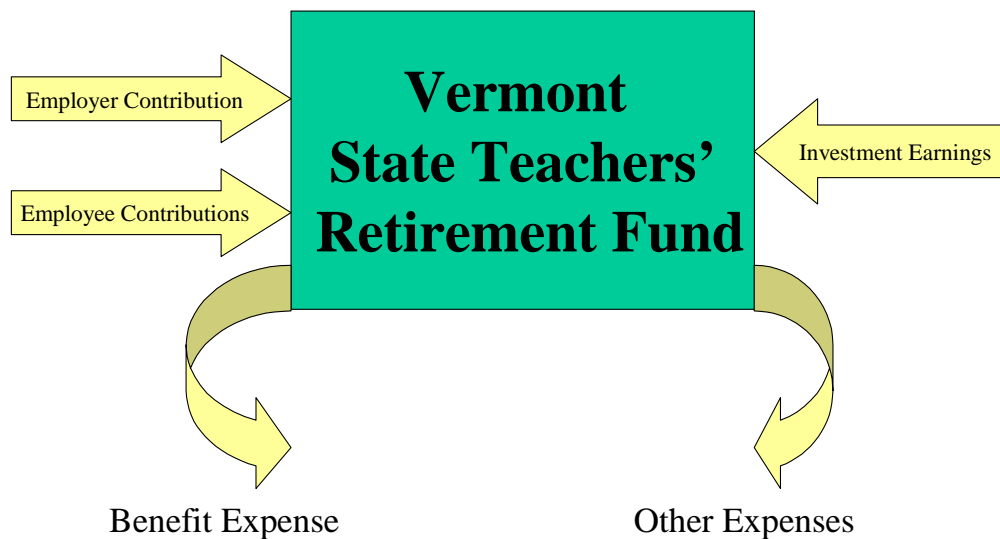 Employer Contribution
Employee Contributions
Vermont
State Teachers’
Retirement Fund
Investment Earnings
Benefit Expense
Other Expenses